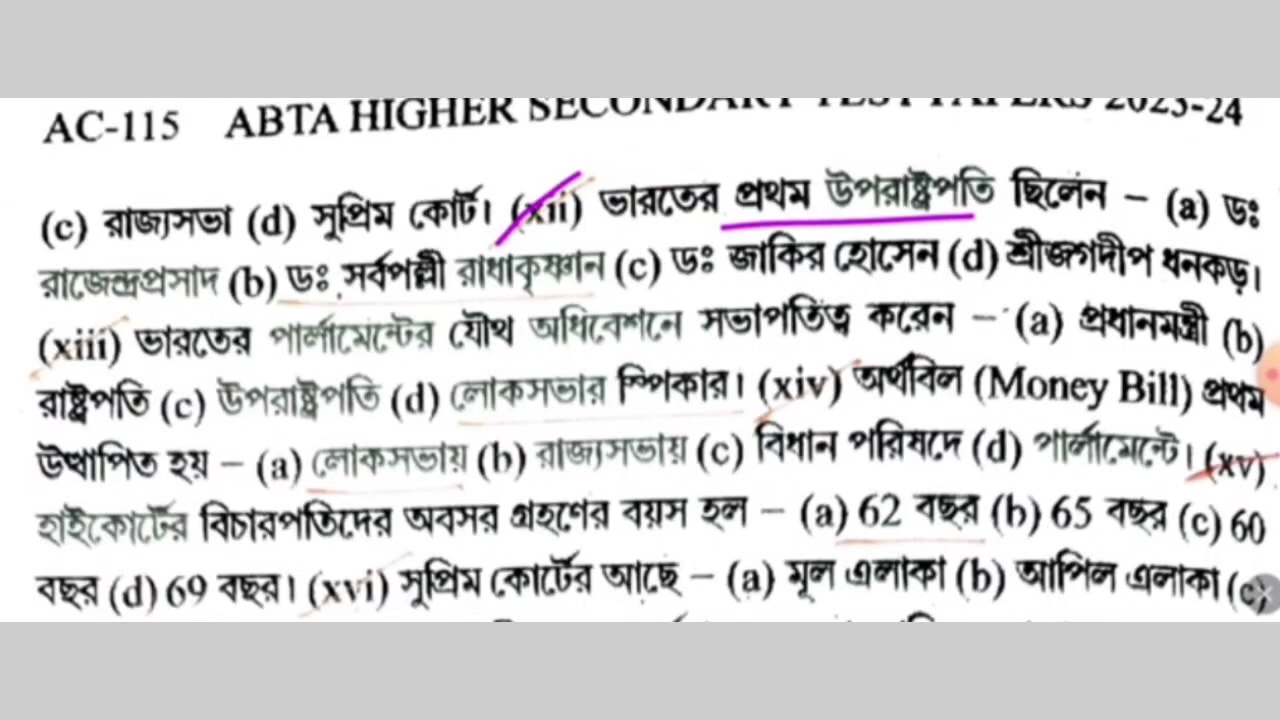 AC-115 ABTA HIGHER SECONDARY TEST PAPERS 2023-24
(c) রাজ্যসভা (d) সুপ্রিম কোর্ট। (xii) ভারতের প্রথম উপরাষ্ট্রপতি ছিলেন – (a) ডঃ
রাজেন্দ্রপ্রসাদ (b) ডঃ সর্বপল্লী রাধাকৃষ্ণান (c) ডঃ জাকির হোসেন (d) শ্রীজগদীপ ধনকড়।
(xiii) ভারতের পার্লামেন্টের যৌথ অধিবেশনে সভাপতিত্ব করেন – (a) প্রধানমন্ত্রী (b)
রাষ্ট্রপতি (c) উপরাষ্ট্রপতি (d) লোকসভার স্পিকার। (xiv) অর্থবিল (Money Bill) প্রথম
উত্থাপিত হয় – (a) লোকসভায় (b) রাজ্যসভায় (c) বিধান পরিষদে (d) পার্লামেন্টে। (xv)
হাইকোর্টের বিচারপতিদের অবসর গ্রহণের বয়স হল – (a) 62 বছর (b) 65 বছর (c) 60
বছর (d) 69 বছর। (xvi) সুপ্রিম কোর্টের আছে – (a) মূল এলাকা (b) আপিল এলাকা (c)